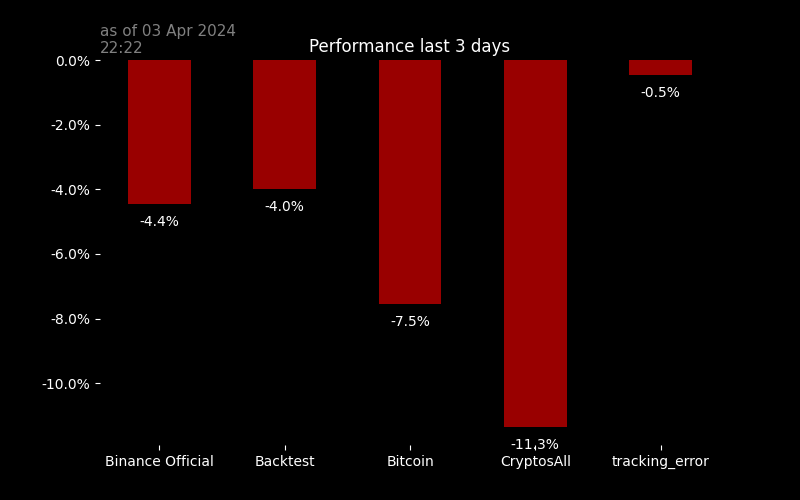 as of 03 Apr 2024
22:22
Performance last 3 days
0.0%
-2.0%
-4.0%
-6.0%
-8.0%
-10.0%
-4.4%
-4.0%
-7.5%
-11.3%
-0.5%
Binance Official
Backtest
Bitcoin
CryptosAll
tracking_error